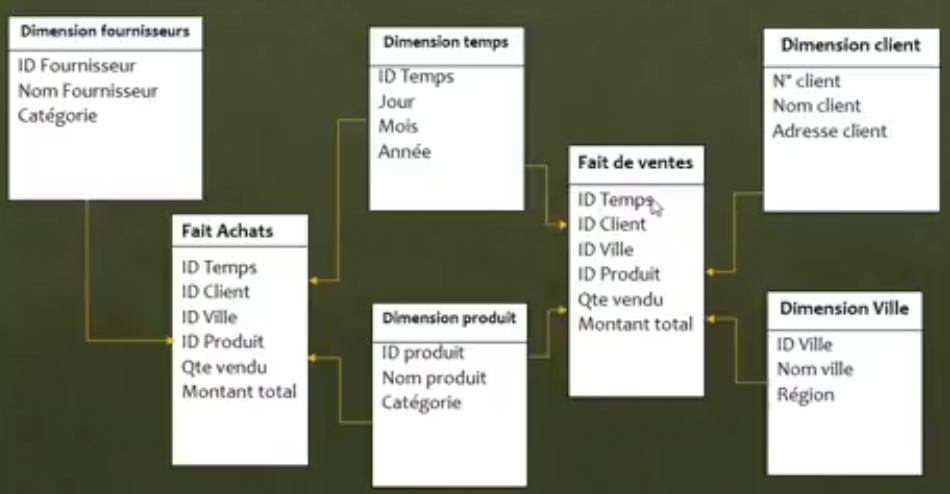 Dimension fournisseurs
ID Fournisseur
Nom Fournisseur
Catégorie
Dimension temps
ID Temps
Jour
Mois
Année
Dimension client
N° client
Nom client
Adresse client
Fait Achats
ID Temps
ID Client
ID Ville
ID Produit
Qte vendu
Montant total
Fait de ventes
ID Temps
ID Client
ID Ville
ID Produit
Qte vendu
Montant total
Dimension produit
ID produit
Nom produit
Catégorie
Dimension Ville
ID Ville
Nom ville
Région